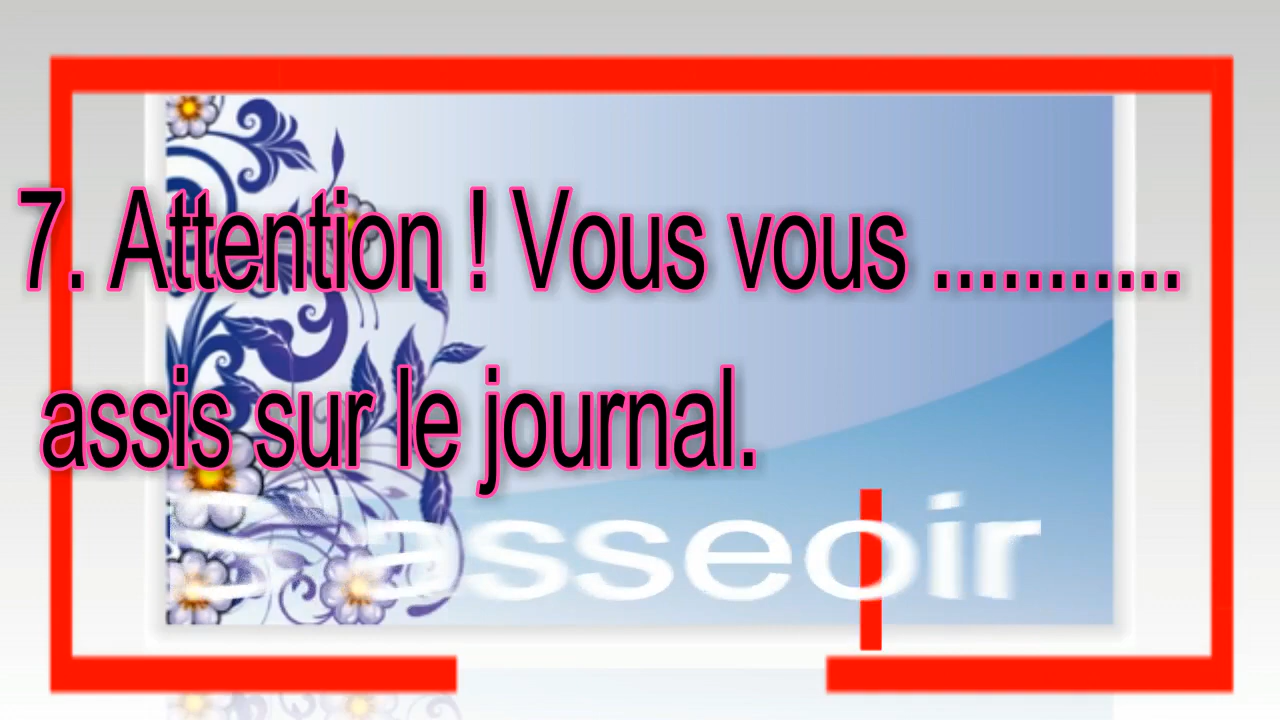 7. Attention ! Vous vous ...........
assis sur le journal.
s'asseoir